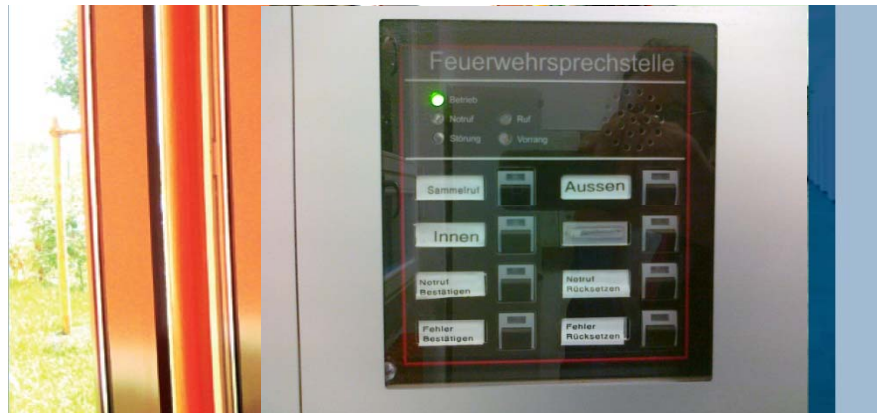 Feuerwehrsprechstelle
Betrieb
Notruf Ruf
Störung Vorrang
Sammelruf Aussen
Innen
Notruf Notruf
Bestätigen Rücksetzen
Fehler Fehler
Bestätigen Rücksetzen